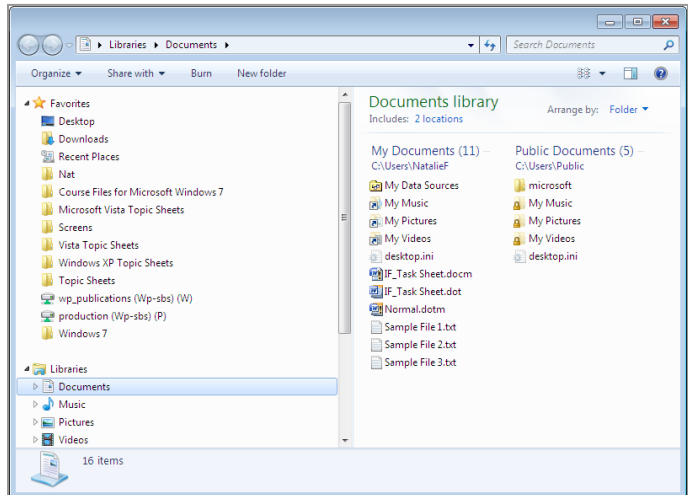 Libraries Documents
Search Documents
Organize Share with Burn New folder
Favorites
Desktop
Downloads
Recent Places
Nat
Course Files for Microsoft Windows 7
Microsoft Vista Topic Sheets
Screens
Vista Topic Sheets
Windows XP Topic Sheets
Topic Sheets
wp_publications (Wp-sbs) (W)
production (Wp-sbs) (P)
Windows 7
Libraries
Documents
Music
Pictures
Videos
Documents library
Includes: 2 locations
Arrange by: Folder
My Documents (11)
C:\Users\NatalieF
My Data Sources
My Music
My Pictures
My Videos
desktop.ini
IF_Task Sheet.docm
IF_Task Sheet.dot
Normal.dotm
Sample File 1.txt
Sample File 2.txt
Sample File 3.txt
Public Documents (5)
C:\Users\Public
microsoft
My Music
My Pictures
My Videos
desktop.ini
16 items